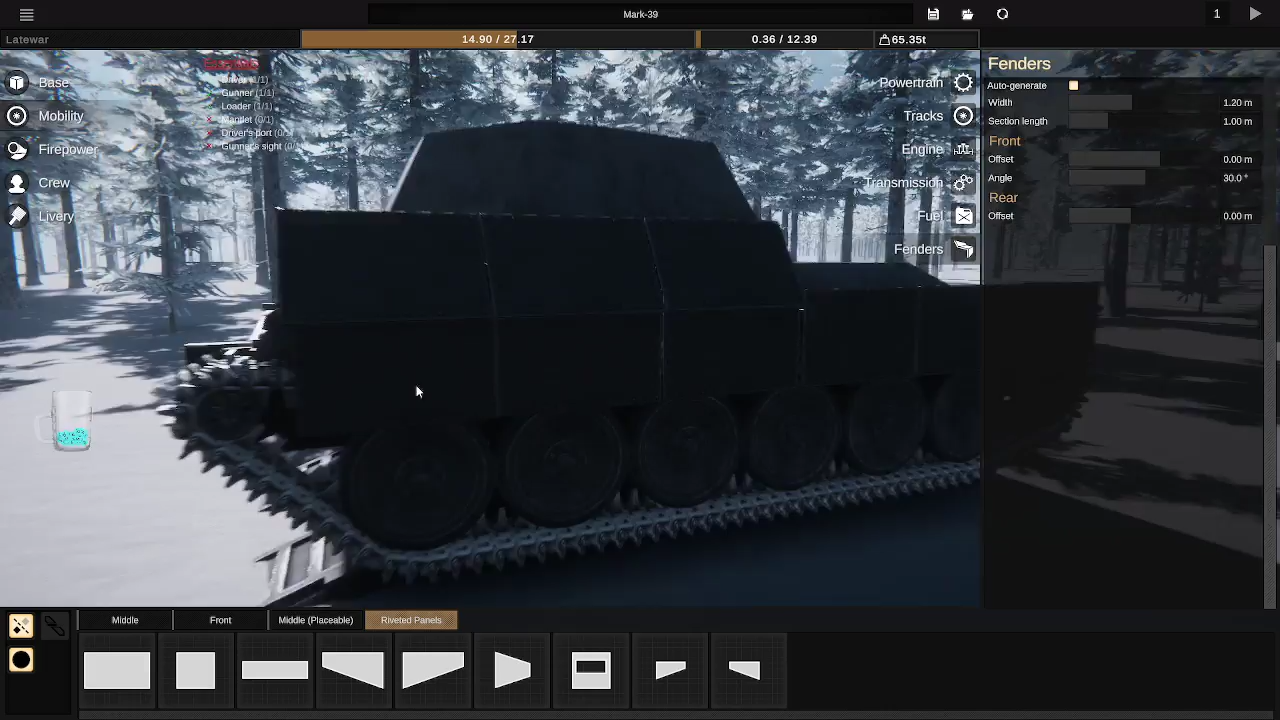 Mark-39
1
Latewar
14.90 / 27.17
0.36 / 12.39
65.35t
Base
Mobility
Firepower
Crew
Livery
Driver (1/1)
Gunner (1/1)
Loader (1/1)
Mantlet (0/1)
Driver's port (0/1)
Gunner's sight (0/1)
Powertrain
Tracks
Engine
Transmission
Fuel
Fenders
Fenders
Auto-generate
Width 1.20 m
Section length 1.00 m
Front
Offset 0.00 m
Angle 30.0 °
Rear
Offset 0.00 m
Middle
Front
Middle (Placeable)
Riveted Panels